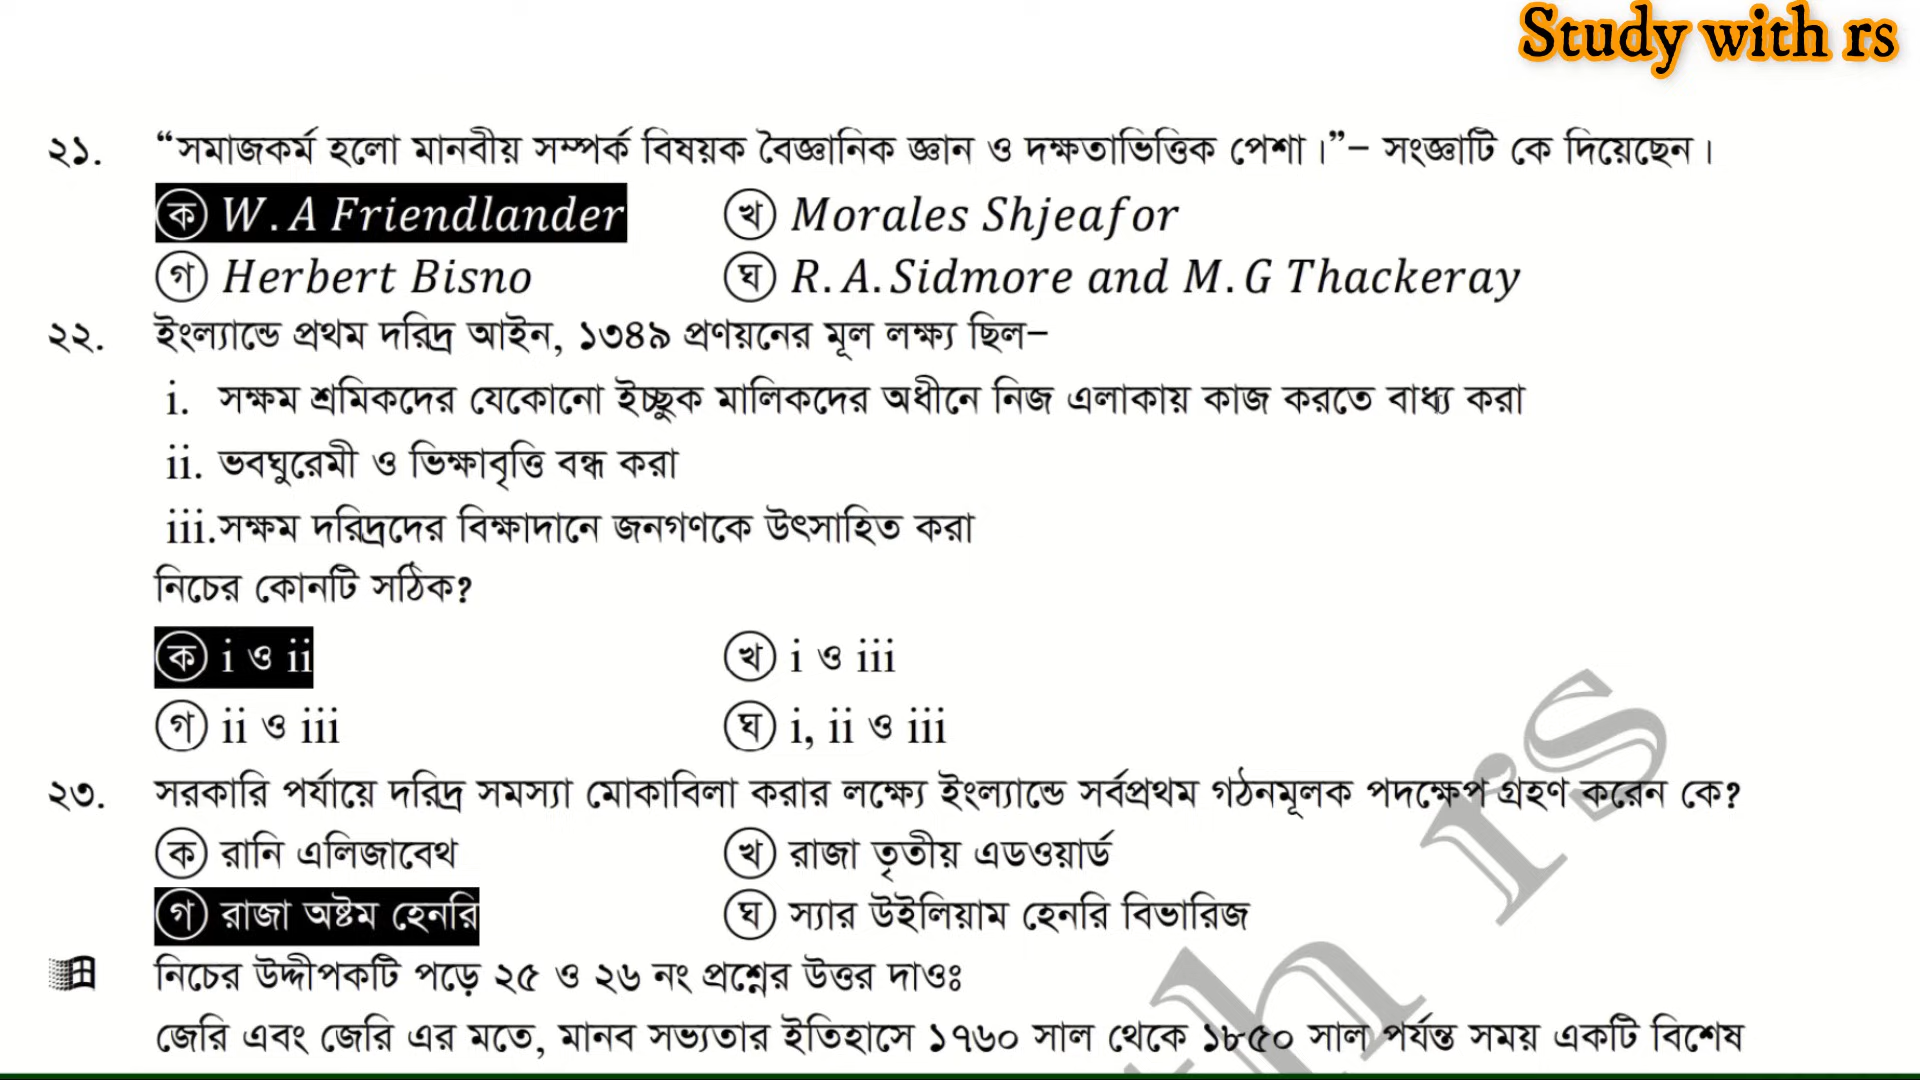 Study with rs
২১. “সমাজকর্ম হলো মানবীয় সম্পর্ক বিষয়ক বৈজ্ঞানিক জ্ঞান ও দক্ষতাভিত্তিক পেশা।”– সংজ্ঞাটি কে দিয়েছেন।
ক W.A Friendlander খ Morales Shjeafor
গ Herbert Bisno ঘ R.A.Sidmore and M.G Thackeray
২২. ইংল্যান্ডে প্রথম দরিদ্র আইন, ১৩৪৯ প্রণয়নের মূল লক্ষ্য ছিল–
i. সক্ষম শ্রমিকদের যেকোনো ইচ্ছুক মালিকদের অধীনে নিজ এলাকায় কাজ করতে বাধ্য করা
ii. ভবঘুরেমী ও ভিক্ষাবৃত্তি বন্ধ করা
iii.সক্ষম দরিদ্রদের বিক্ষাদানে জনগণকে উৎসাহিত করা
নিচের কোনটি সঠিক?
ক i ও ii খ i ও iii
গ ii ও iii ঘ i, ii ও iii
২৩. সরকারি পর্যায়ে দরিদ্র সমস্যা মোকাবিলা করার লক্ষ্যে ইংল্যান্ডে সর্বপ্রথম গঠনমূলক পদক্ষেপ গ্রহণ করেন কে?
ক রানি এলিজাবেথ খ রাজা তৃতীয় এডওয়ার্ড
গ রাজা অষ্টম হেনরি ঘ স্যার উইলিয়াম হেনরি বিভারিজ
নিচের উদ্দীপকটি পড়ে ২৫ ও ২৬ নং প্রশ্নের উত্তর দাওঃ
জেরি এবং জেরি এর মতে, মানব সভ্যতার ইতিহাসে ১৭৬০ সাল থেকে ১৮৫০ সাল পর্যন্ত সময় একটি বিশেষ
th rs